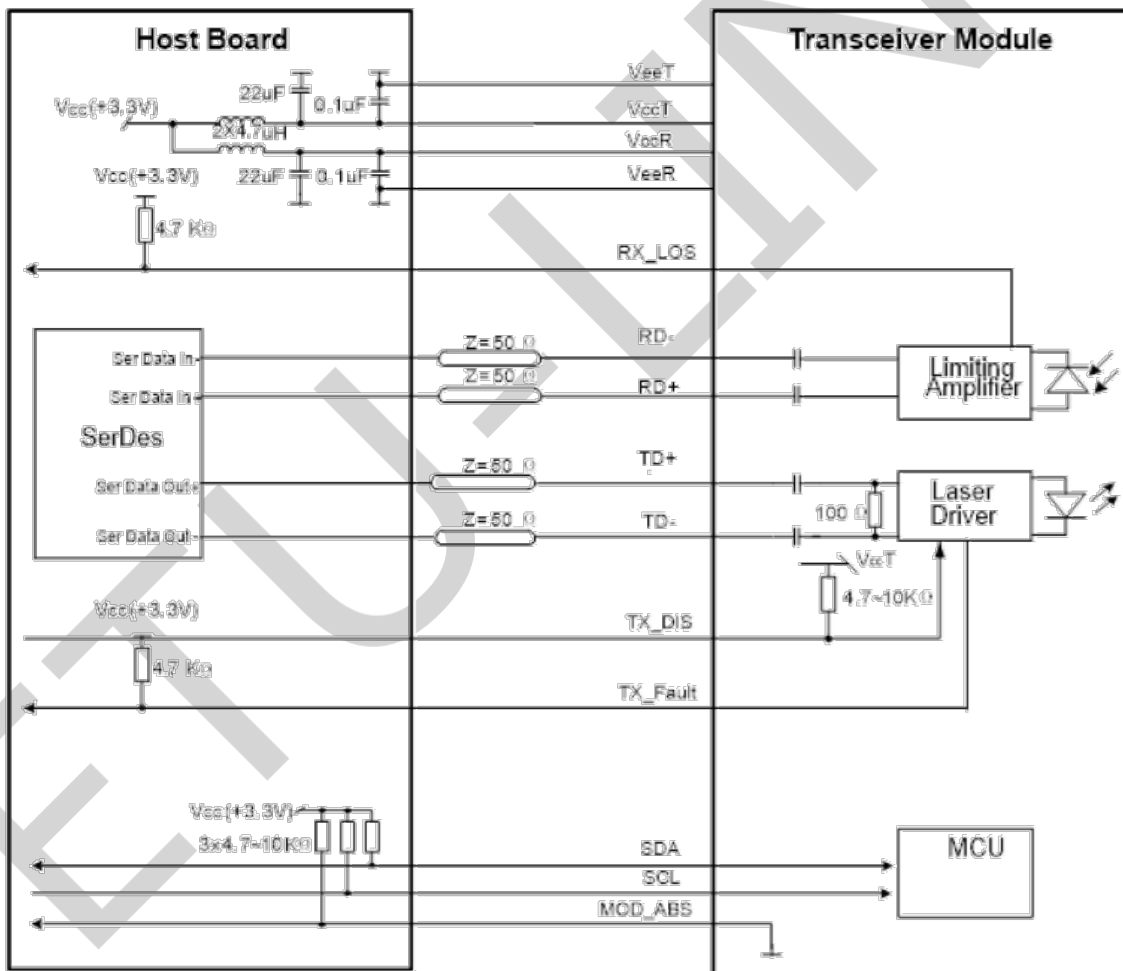 Host Board
Transceiver Module
VeeT
22uF
0.1uF
Vcc(+3.3V)
VccT
2X4.7uH
VccR
Vcc(+3.3V)
22uF
0.1uF
VeeR
4.7 KΩ
RX_LOS
Z=50 Ω
RD-
Ser Data In-
Limiting
Amplifier
Z=50 Ω
RD+
Ser Data In+
SerDes
Z=50 Ω
TD+
Ser Data Out+
Laser
Driver
100 Ω
Z=50 Ω
TD-
Ser Data Out-
VccT
4.7~10KΩ
Vcc(+3.3V)
TX_DIS
4.7 KΩ
TX_Fault
Vcc(+3.3V)
3x4.7~10KΩ
SDA
MCU
SCL
MOD_ABS
ETU-LIN